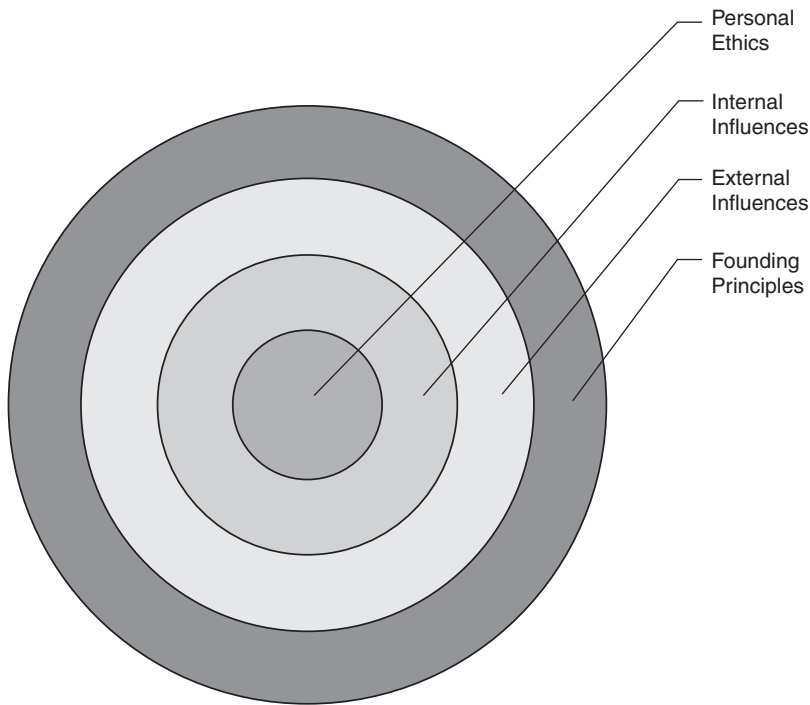 Personal
Ethics
Internal
Influences
External
Influences
Founding
Principles